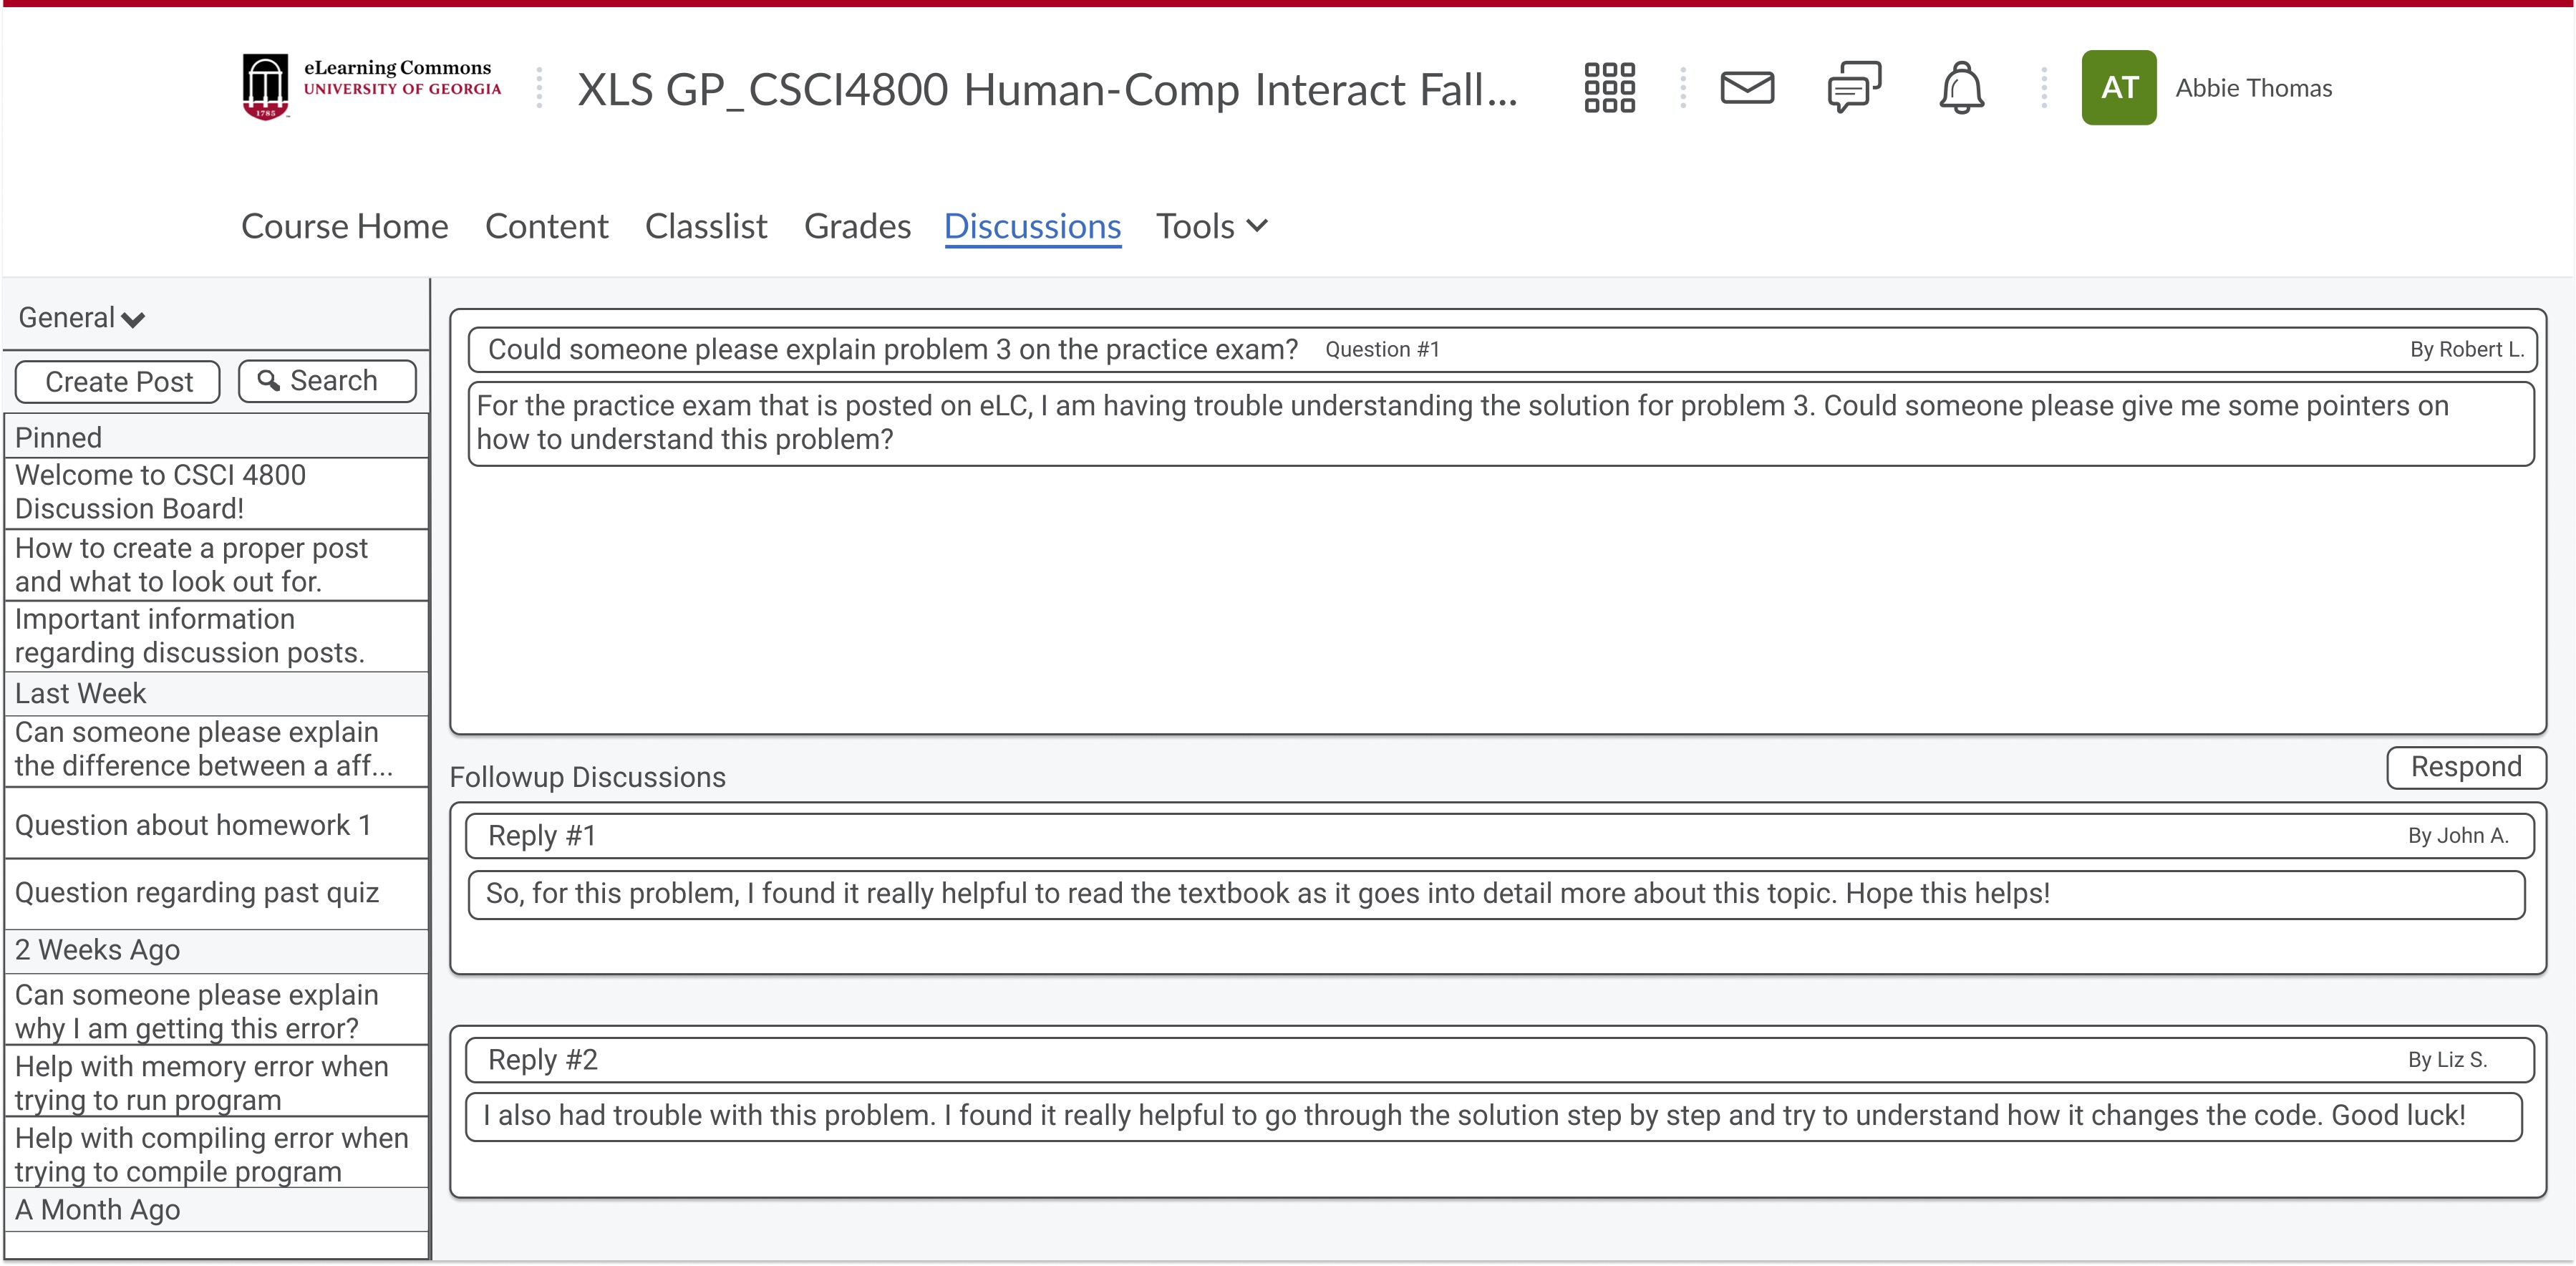 eLearning Commons
UNIVERSITY OF GEORGIA
1785
XLS GP_CSCI4800 Human-Comp Interact Fall...
AT
Abbie Thomas
Course Home
Content
Classlist
Grades
Discussions
Tools
General
Create Post
Search
Pinned
Welcome to CSCI 4800
Discussion Board!
How to create a proper post
and what to look out for.
Important information
regarding discussion posts.
Last Week
Can someone please explain
the difference between a aff...
Question about homework 1
Question regarding past quiz
2 Weeks Ago
Can someone please explain
why I am getting this error?
Help with memory error when
trying to run program
Help with compiling error when
trying to compile program
A Month Ago
Could someone please explain problem 3 on the practice exam?
Question #1
By Robert L.
For the practice exam that is posted on eLC, I am having trouble understanding the solution for problem 3. Could someone please give me some pointers on
how to understand this problem?
Followup Discussions
Respond
Reply #1
By John A.
So, for this problem, I found it really helpful to read the textbook as it goes into detail more about this topic. Hope this helps!
Reply #2
By Liz S.
I also had trouble with this problem. I found it really helpful to go through the solution step by step and try to understand how it changes the code. Good luck!